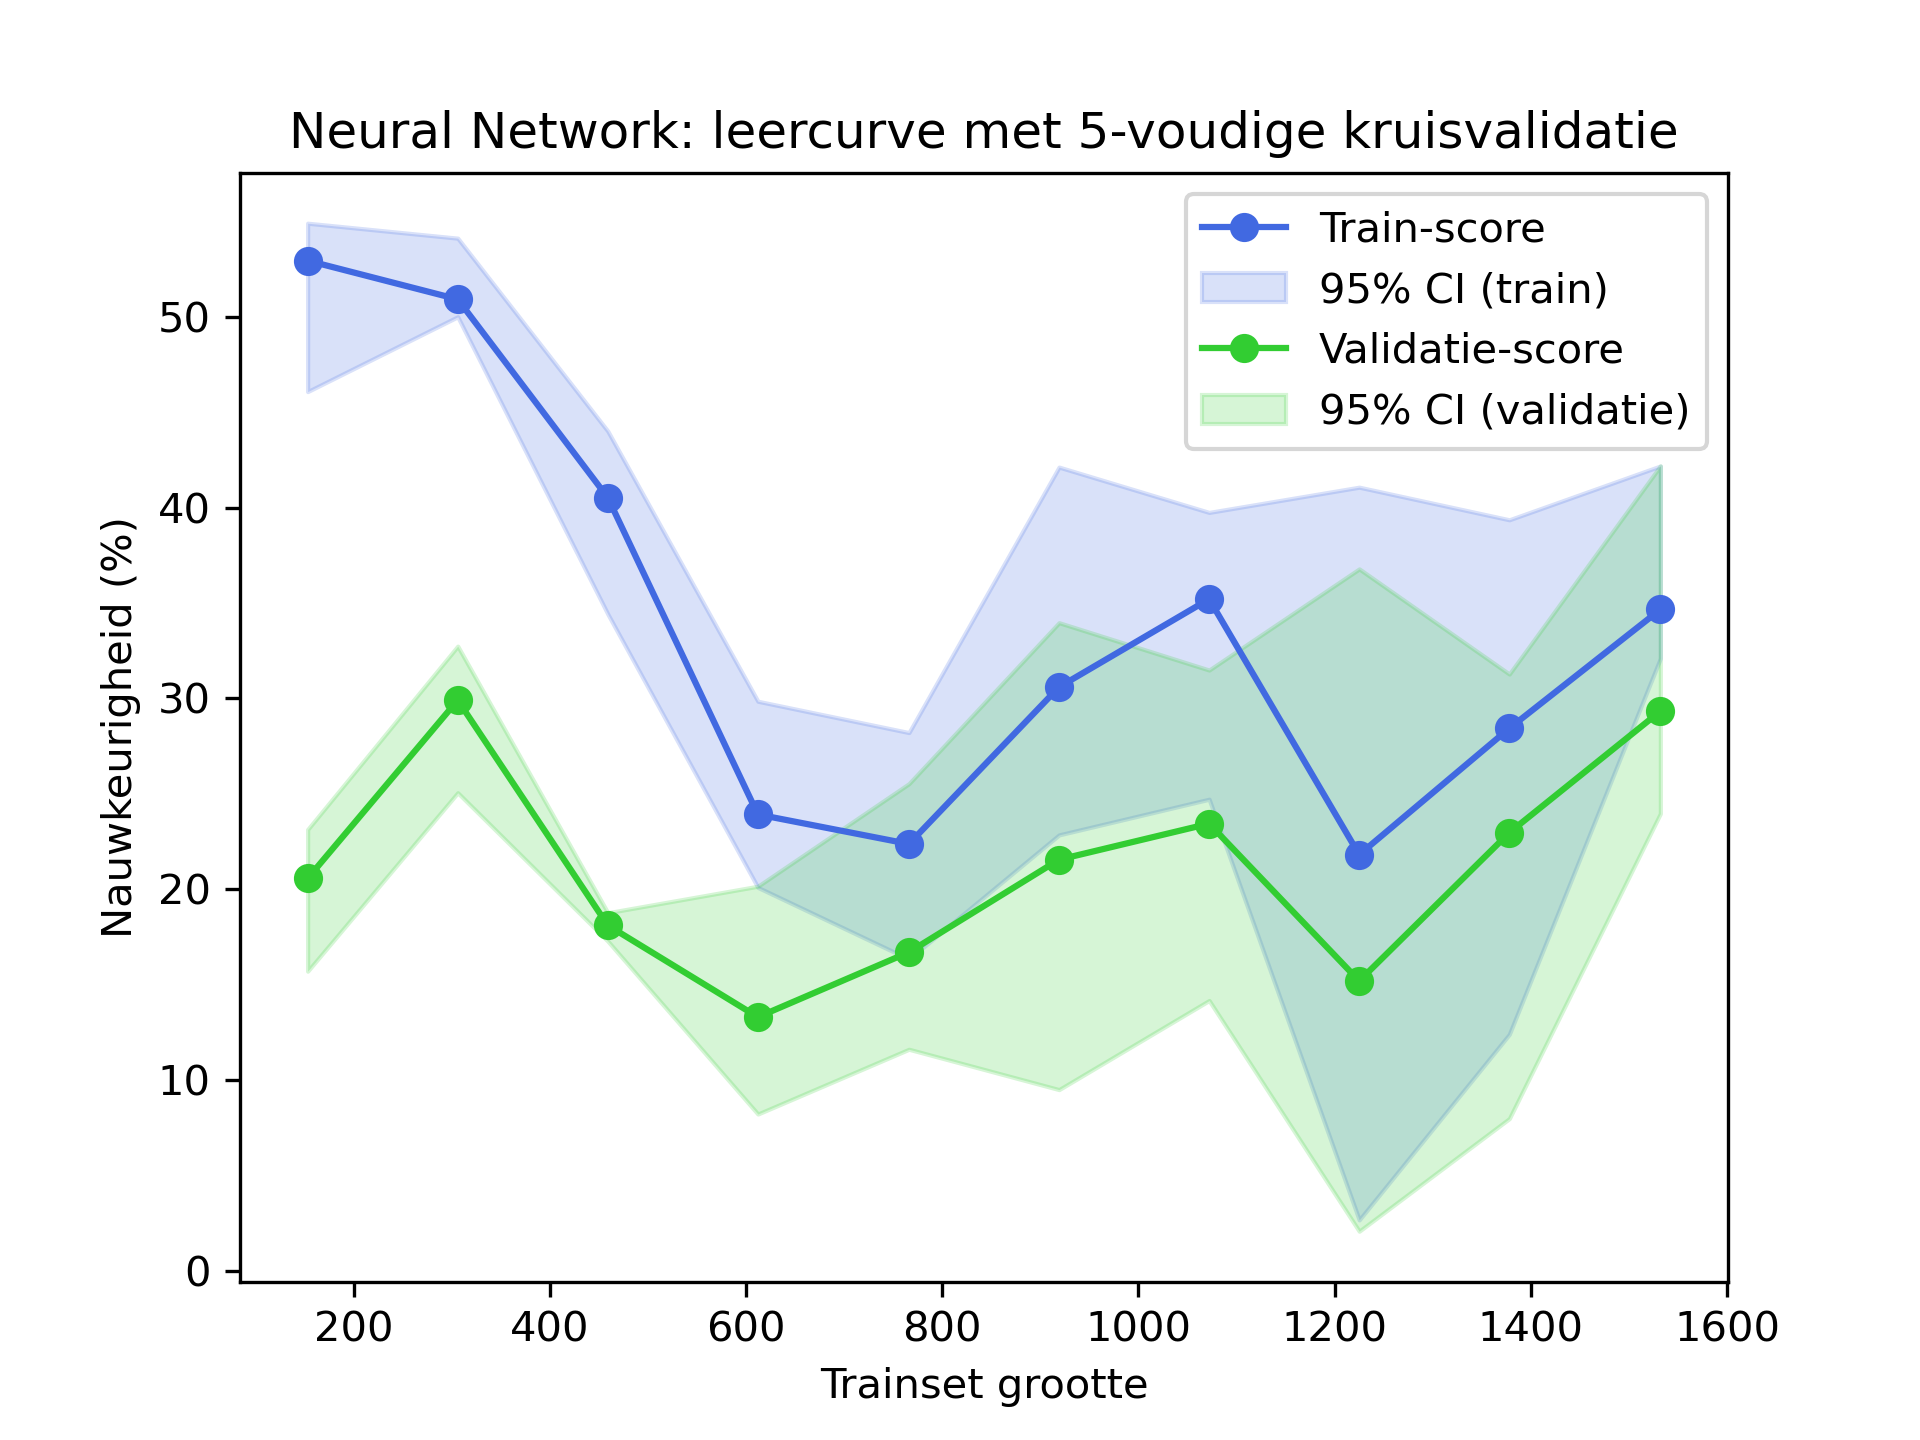 Neural Network: leercurve met 5-voudige kruisvalidatie
Train-score
95% CI (train)
Validatie-score
95% CI (validatie)
Nauwkeurigheid (%)
50
40
30
20
10
0
200 400 600 800 1000 1200 1400 1600
Trainset grootte